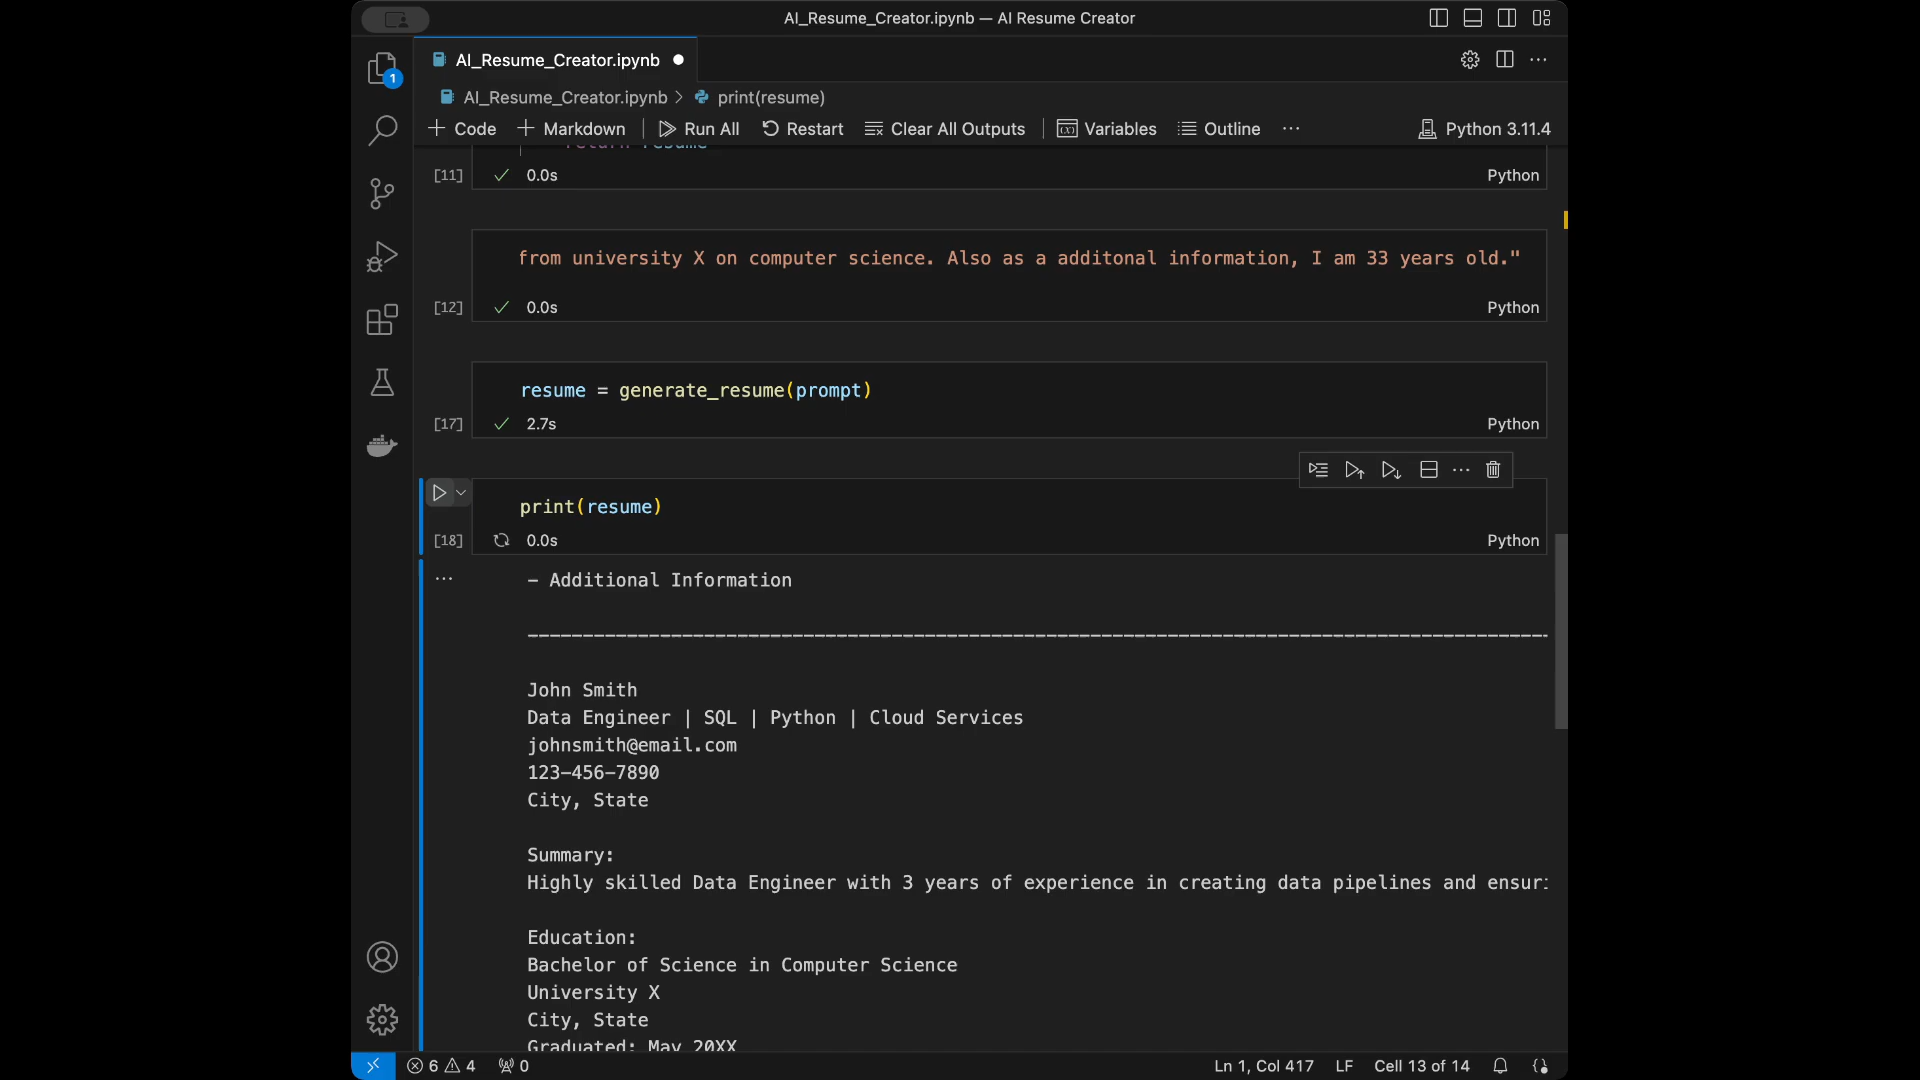 AI_Resume_Creator.ipynb — AI Resume Creator
1
AI_Resume_Creator.ipynb
AI_Resume_Creator.ipynb > print(resume)
Code Markdown Run All Restart Clear All Outputs Variables Outline ··· Python 3.11.4
return resume
[11] 0.0s Python
from university X on computer science. Also as a additonal information, I am 33 years old."
[12] 0.0s Python
resume = generate_resume(prompt)
[17] 2.7s Python
print(resume)
[18] 0.0s Python
- Additional Information
John Smith
Data Engineer | SQL | Python | Cloud Services
johnsmith@email.com
123-456-7890
City, State
Summary:
Highly skilled Data Engineer with 3 years of experience in creating data pipelines and ensuri
Education:
Bachelor of Science in Computer Science
University X
City, State
Graduated: May 20XX
6 4 0 Ln 1, Col 417 LF Cell 13 of 14